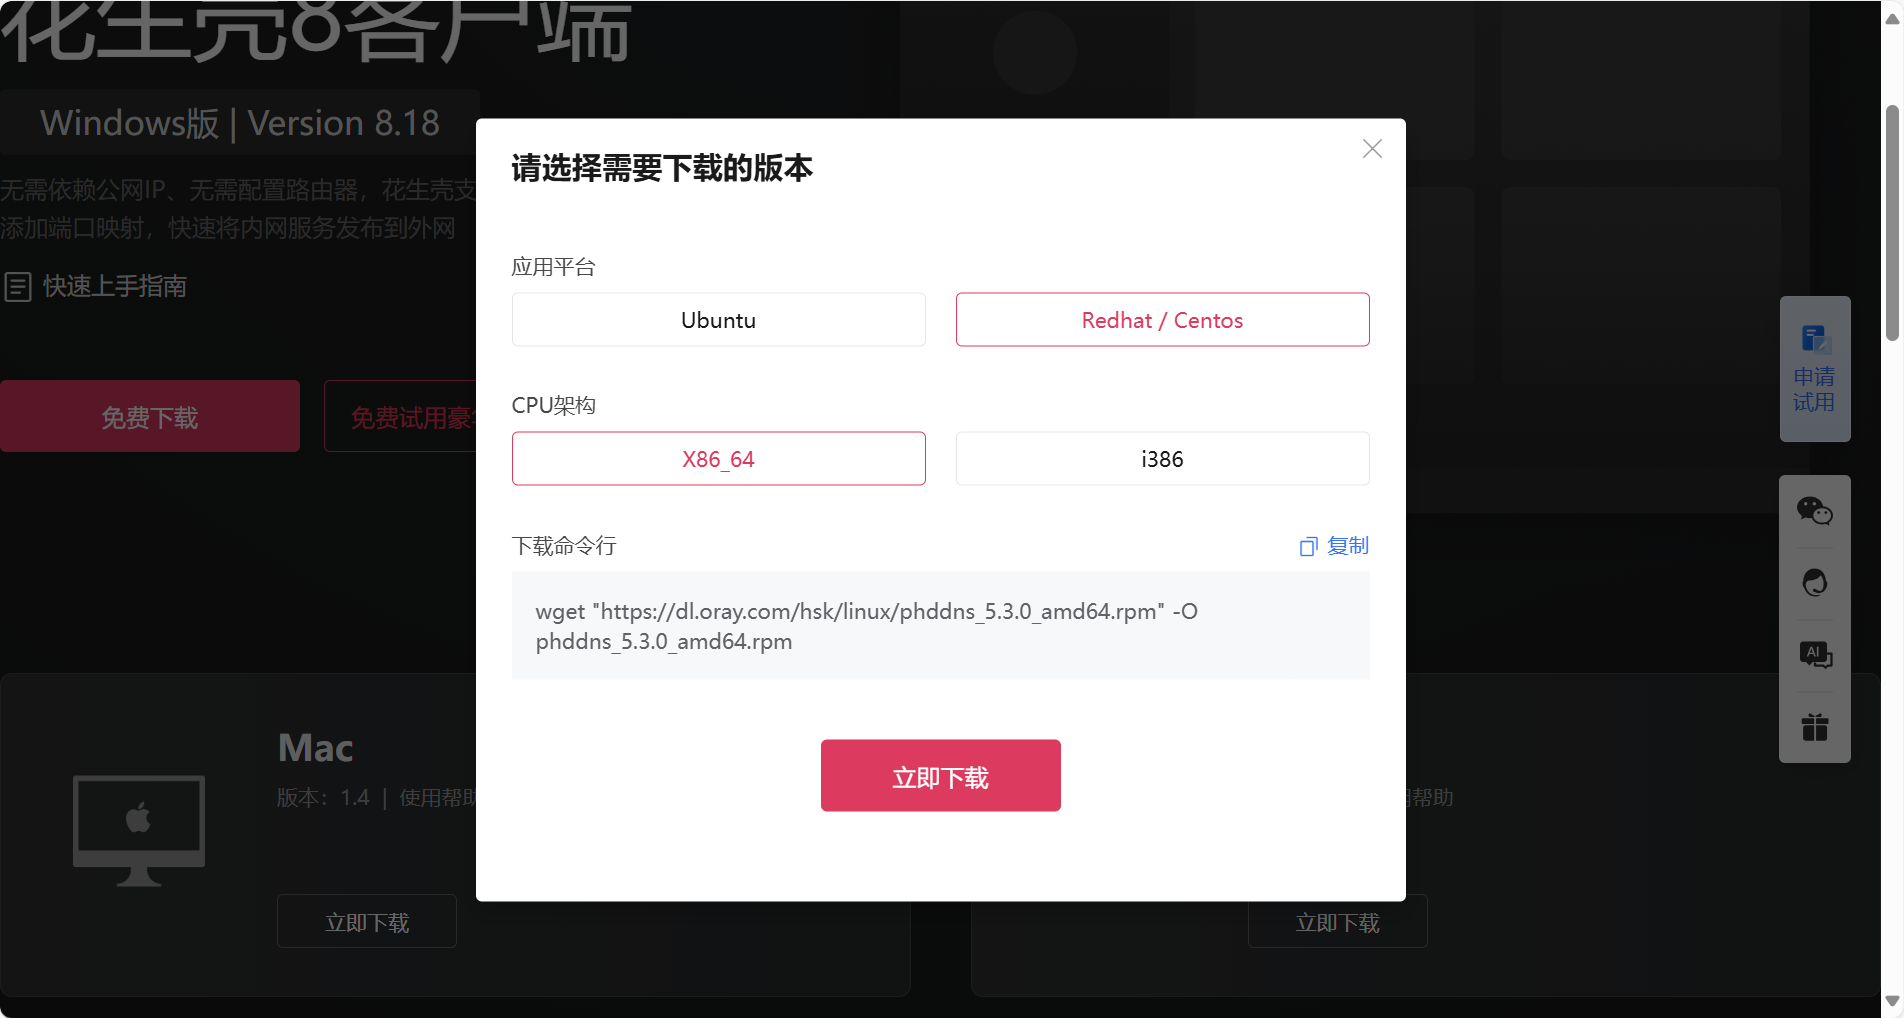 花生壳8客户端
Windows版 | Version 8.18
无需依赖公网IP、无需配置路由器，花生壳支
添加端口映射，快速将内网服务发布到外网
快速上手指南
免费下载
免费试用豪
请选择需要下载的版本
应用平台
Ubuntu
Redhat / Centos
CPU架构
X86_64
i386
下载命令行
复制
wget "https://dl.oray.com/hsk/linux/phddns_5.3.0_amd64.rpm" -O
phddns_5.3.0_amd64.rpm
立即下载
申请
试用
AI
Mac
版本：1.4 | 使用帮助
立即下载
用帮助
立即下载